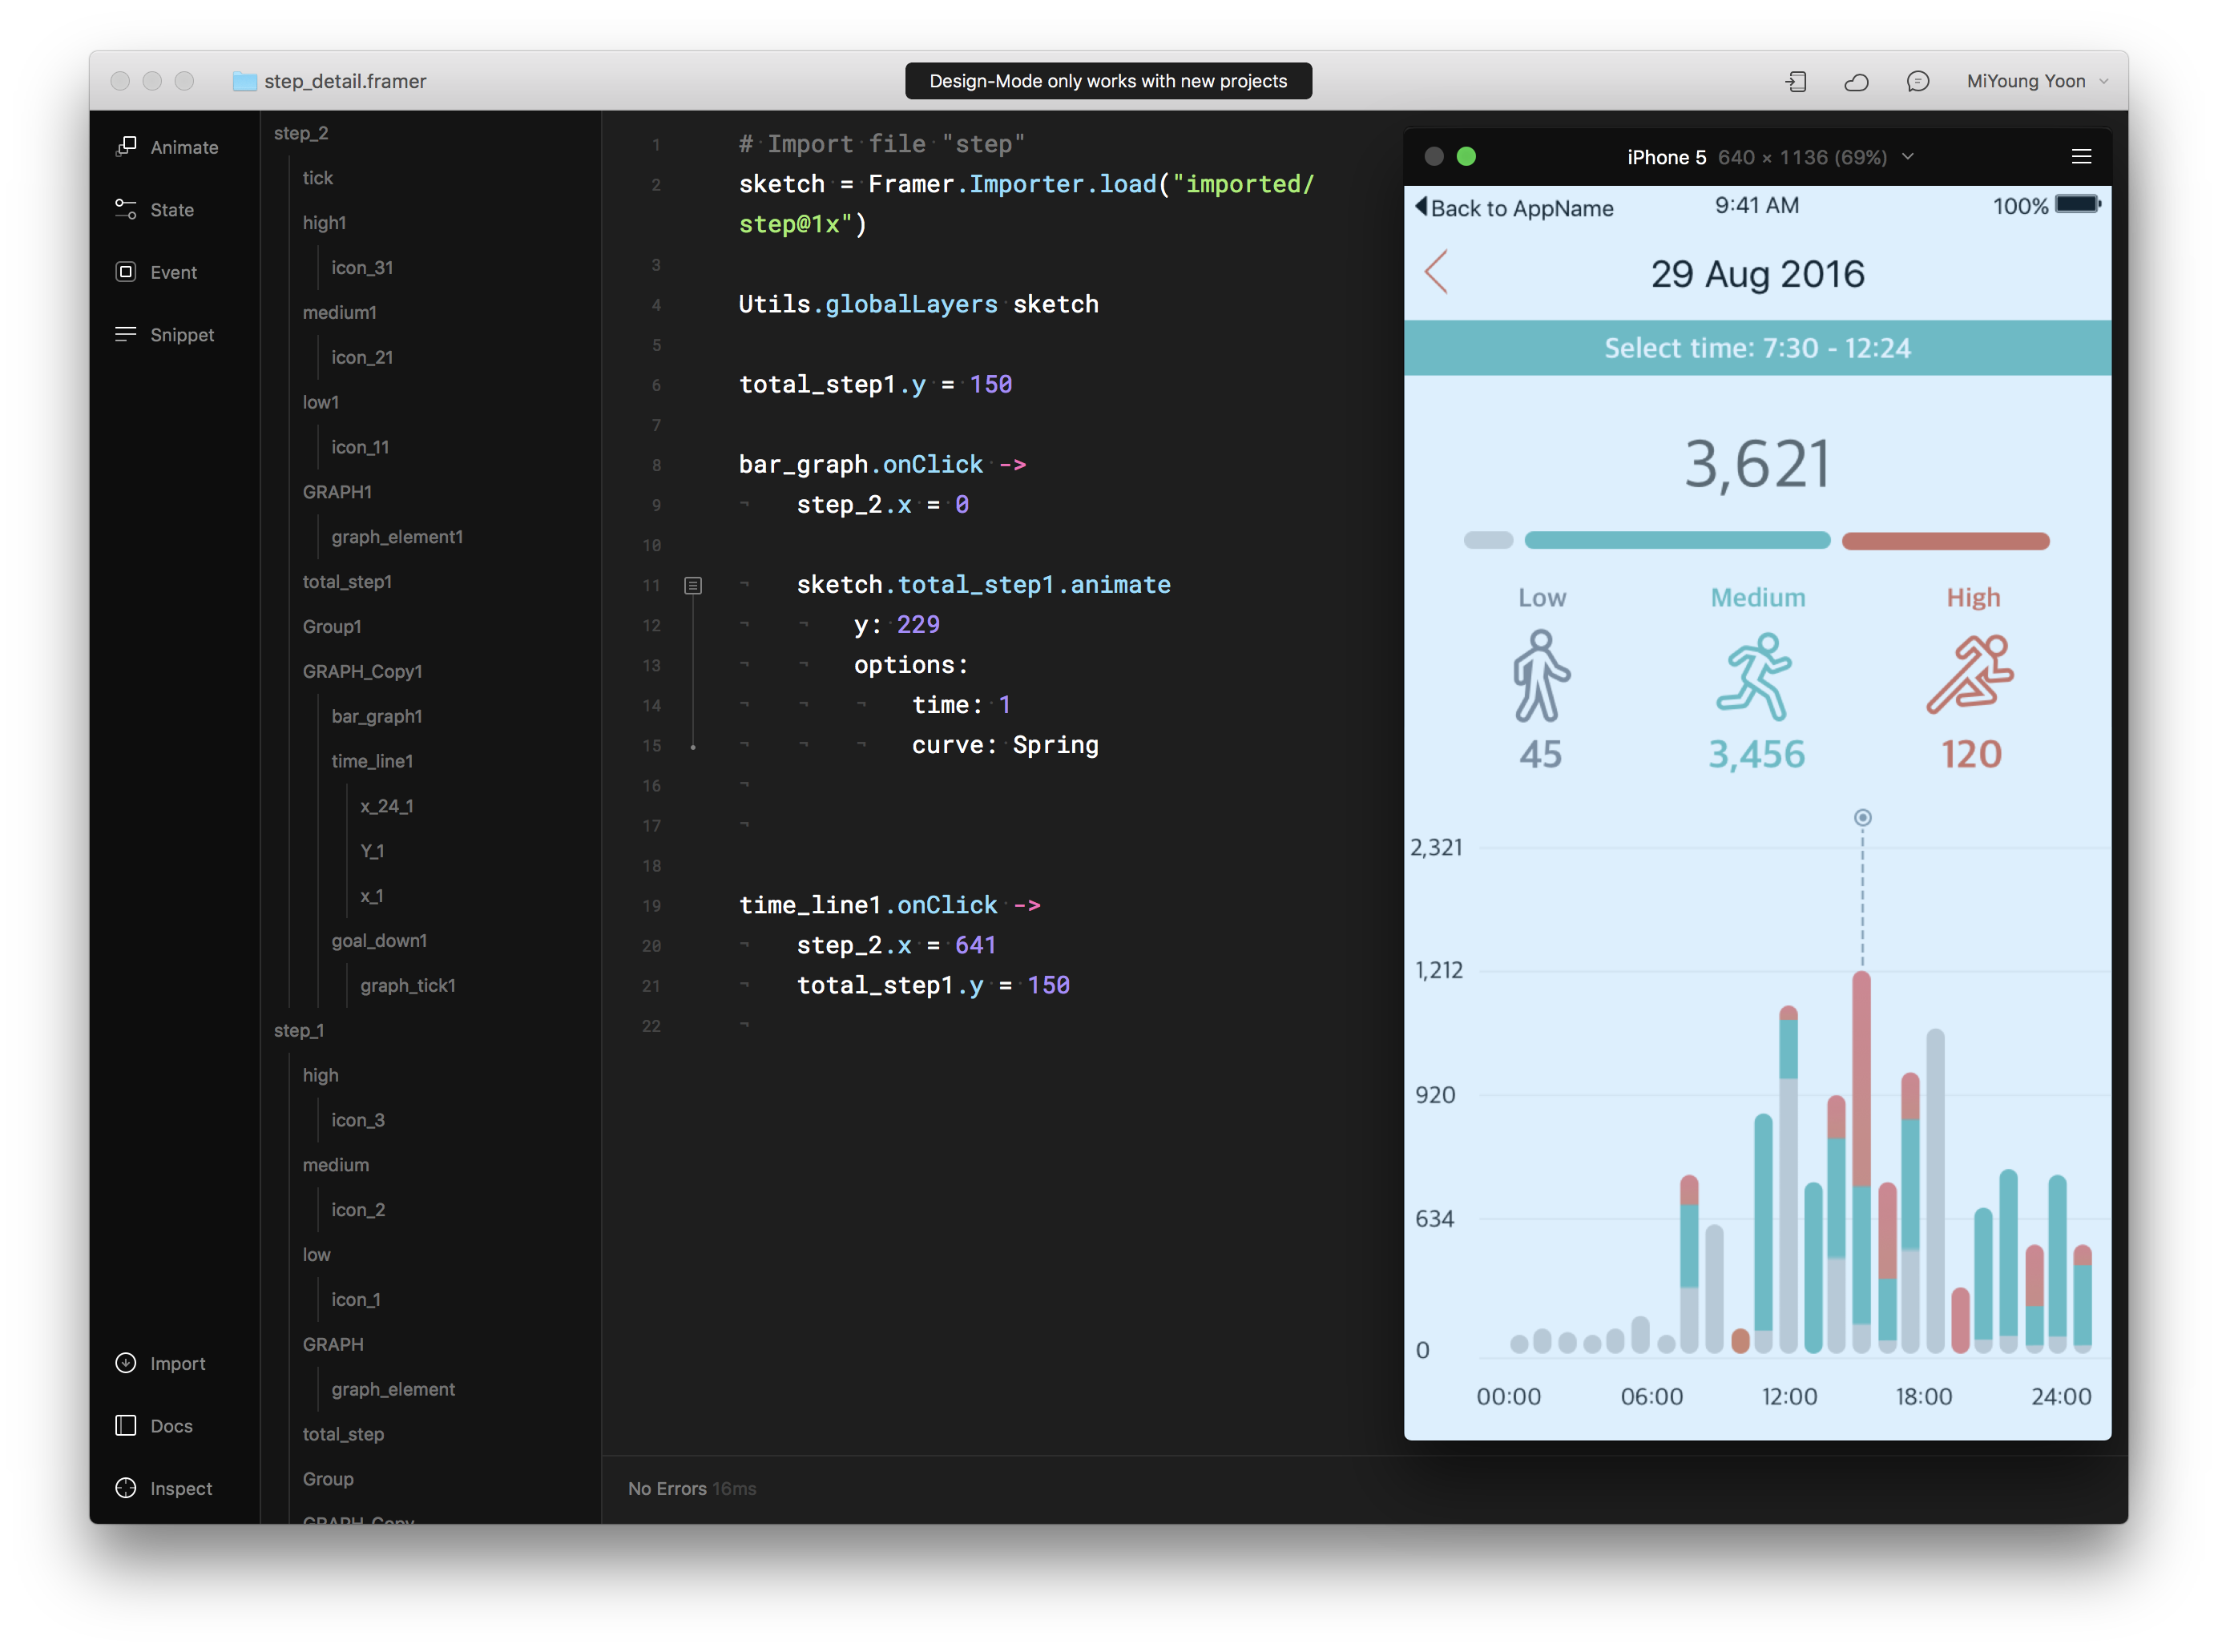 step_detail.framer
Design-Mode only works with new projects
MiYoung Yoon
Animate
State
Event
Snippet
Import
Docs
Inspect
step_2
tick
high1
icon_31
medium1
icon_21
low1
icon_11
GRAPH1
graph_element1
total_step1
Group1
GRAPH_Copy1
bar_graph1
time_line1
x_24_1
Y_1
x_1
goal_down1
graph_tick1
step_1
high
icon_3
medium
icon_2
low
icon_1
GRAPH
graph_element
total_step
Group
GRAPH_Copy
1 # Import file "step"
2 sketch = Framer.Importer.load("imported/
step@1x")
3
4 Utils.globalLayers sketch
5
6 total_step1.y = 150
7
8 bar_graph.onClick ->
9 step_2.x = 0
10
11 sketch.total_step1.animate
12 y: 229
13 options:
14 time: 1
15 curve: Spring
16
17
18
19 time_line1.onClick ->
20 step_2.x = 641
21 total_step1.y = 150
22
No Errors 16ms
iPhone 5 640 × 1136 (69%)
Back to AppName 9:41 AM 100%
29 Aug 2016
Select time: 7:30 - 12:24
3,621
Low Medium High
45 3,456 120
2,321
1,212
920
634
0
00:00 06:00 12:00 18:00 24:00